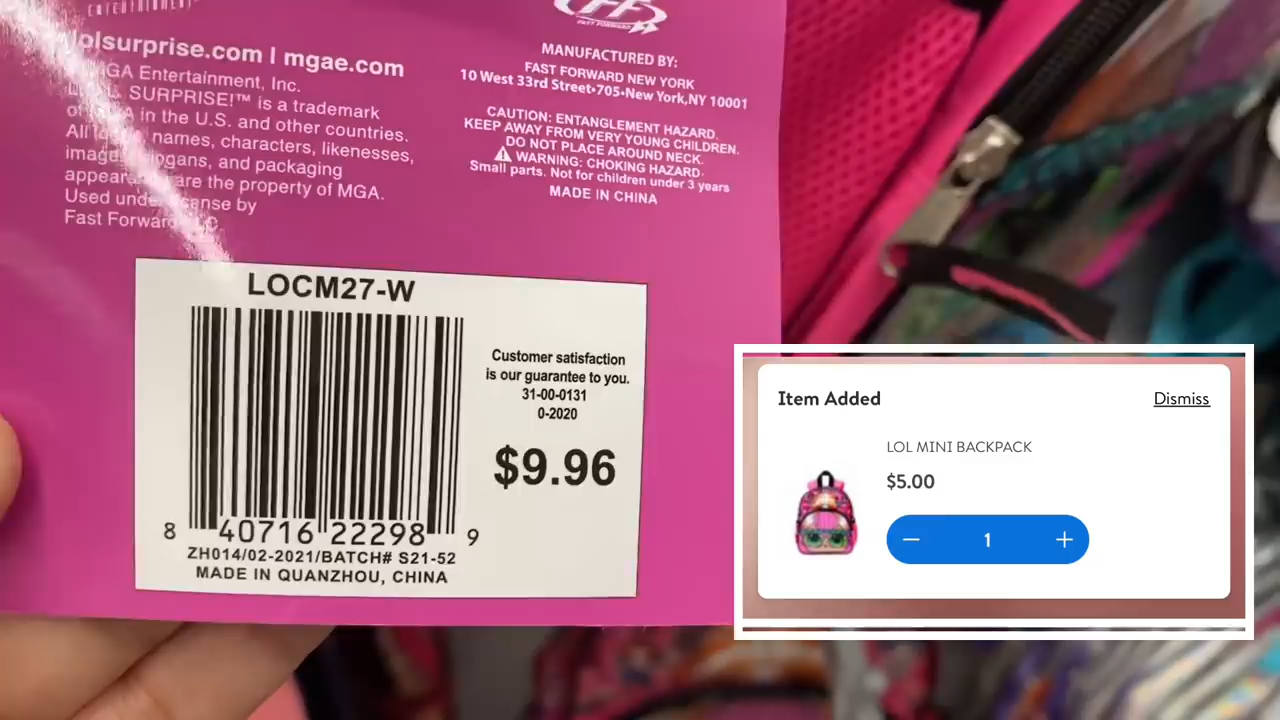 ENTERTAINMENT
lolsurprise.com | mgae.com
MGA Entertainment, Inc.
SURPRISE!™ is a trademark
of in the U.S. and other countries.
All names, characters, likenesses,
and packaging
are the property of MGA.
Used by
Fast Forward
FF
FAST FORWARD
MANUFACTURED BY:
FAST FORWARD NEW YORK
10 West 33rd Street•705•New York,NY 10001
CAUTION: ENTANGLEMENT HAZARD.
KEEP AWAY FROM VERY YOUNG CHILDREN.
DO NOT PLACE AROUND NECK.
WARNING: CHOKING HAZARD.
Small parts. Not for children under 3 years
MADE IN CHINA
LOCM27-W
8 40716 22298 9
ZH014/02-2021/BATCH# S21-52
MADE IN QUANZHOU, CHINA
Customer satisfaction
is our guarantee to you.
31-00-0131
0-2020
$9.96
Item Added
Dismiss
LOL MINI BACKPACK
$5.00
1